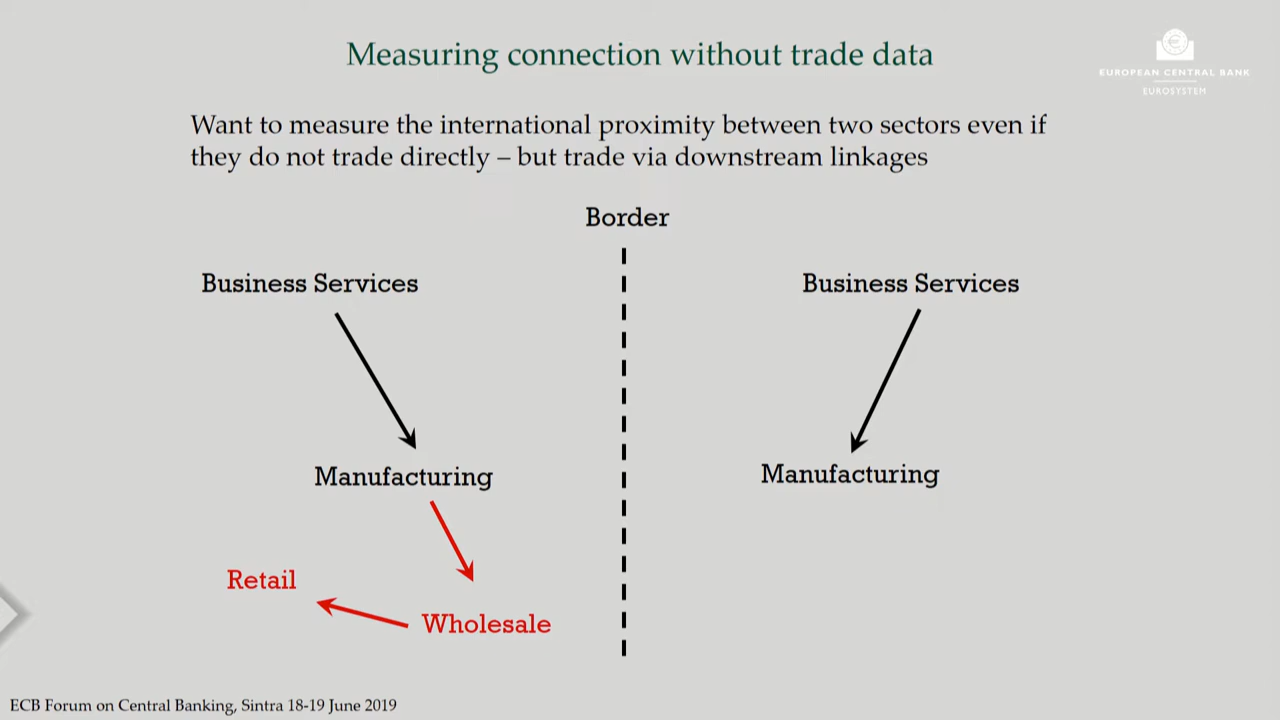 Measuring connection without trade data
EUROPEAN CENTRAL BANK
EUROSYSTEM
Want to measure the international proximity between two sectors even if
they do not trade directly – but trade via downstream linkages
Border
Business Services
Business Services
Manufacturing
Manufacturing
Retail
Wholesale
ECB Forum on Central Banking, Sintra 18-19 June 2019